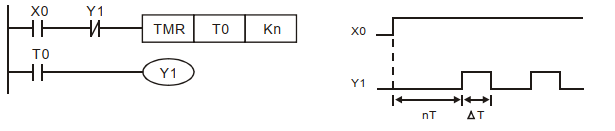 X0 Y1
TMR T0 Kn
T0
Y1
X0
Y1
nT ΔT